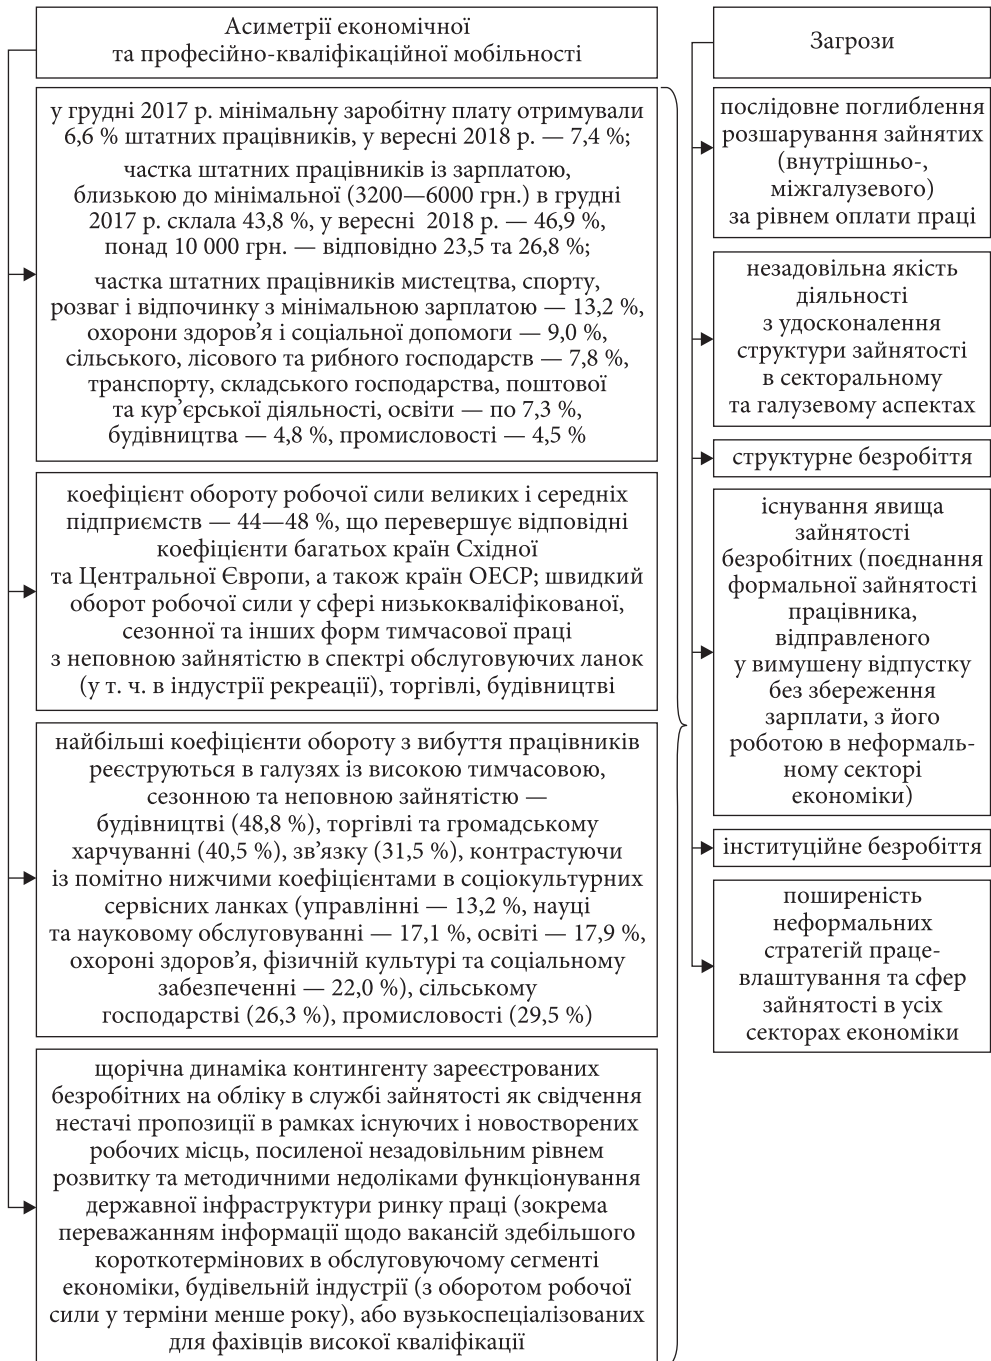 Асиметрії економічної
та професійно-кваліфікаційної мобільності
у грудні 2017 р. мінімальну заробітну плату отримували
6,6 % штатних працівників, у вересні 2018 р. — 7,4 %;
частка штатних працівників із зарплатою,
близькою до мінімальної (3200—6000 грн.) в грудні
2017 р. склала 43,8 %, у вересні 2018 р. — 46,9 %,
понад 10 000 грн. — відповідно 23,5 та 26,8 %;
частка штатних працівників мистецтва, спорту,
розваг і відпочинку з мінімальною зарплатою — 13,2 %,
охорони здоров’я і соціальної допомоги — 9,0 %,
сільського, лісового та рибного господарств — 7,8 %,
транспорту, складського господарства, поштової
та кур’єрської діяльності, освіти — по 7,3 %,
будівництва — 4,8 %, промисловості — 4,5 %
коефіцієнт обороту робочої сили великих і середніх
підприємств — 44—48 %, що перевершує відповідні
коефіцієнти багатьох країн Східної
та Центральної Європи, а також країн ОЕСР; швидкий
оборот робочої сили у сфері низькокваліфікованої,
сезонної та інших форм тимчасової праці
з неповною зайнятістю в спектрі обслуговуючих ланок
(у т. ч. в індустрії рекреації), торгівлі, будівництві
найбільші коефіцієнти обороту з вибуття працівників
реєструються в галузях із високою тимчасовою,
сезонною та неповною зайнятістю —
будівництві (48,8 %), торгівлі та громадському
харчуванні (40,5 %), зв’язку (31,5 %), контрастуючи
із помітно нижчими коефіцієнтами в соціокультурних
сервісних ланках (управлінні — 13,2 %, науці
та науковому обслуговуванні — 17,1 %, освіті — 17,9 %,
охороні здоров’я, фізичній культурі та соціальному
забезпеченні — 22,0 %), сільському
господарстві (26,3 %), промисловості (29,5 %)
щорічна динаміка контингенту зареєстрованих
безробітних на обліку в службі зайнятості як свідчення
нестачі пропозиції в рамках існуючих і новостворених
робочих місць, посиленої незадовільним рівнем
розвитку та методичними недоліками функціонування
державної інфраструктури ринку праці (зокрема
переважанням інформації щодо вакансій здебільшого
короткотермінових в обслуговуючому сегменті
економіки, будівельній індустрії (з оборотом робочої
сили у терміни менше року), або вузькоспеціалізованих
для фахівців високої кваліфікації
Загрози
послідовне поглиблення
розшарування зайнятих
(внутрішньо-,
міжгалузевого)
за рівнем оплати праці
незадовільна якість
діяльності
з удосконалення
структури зайнятості
в секторальному
та галузевому аспектах
структурне безробіття
існування явища
зайнятості
безробітних (поєднання
формальної зайнятості
працівника,
відправленого
у вимушену відпустку
без збереження
зарплати, з його
роботою в неформаль-
ному секторі
економіки)
інституційне безробіття
поширеність
неформальних
стратегій праце-
влаштування та сфер
зайнятості в усіх
секторах економіки